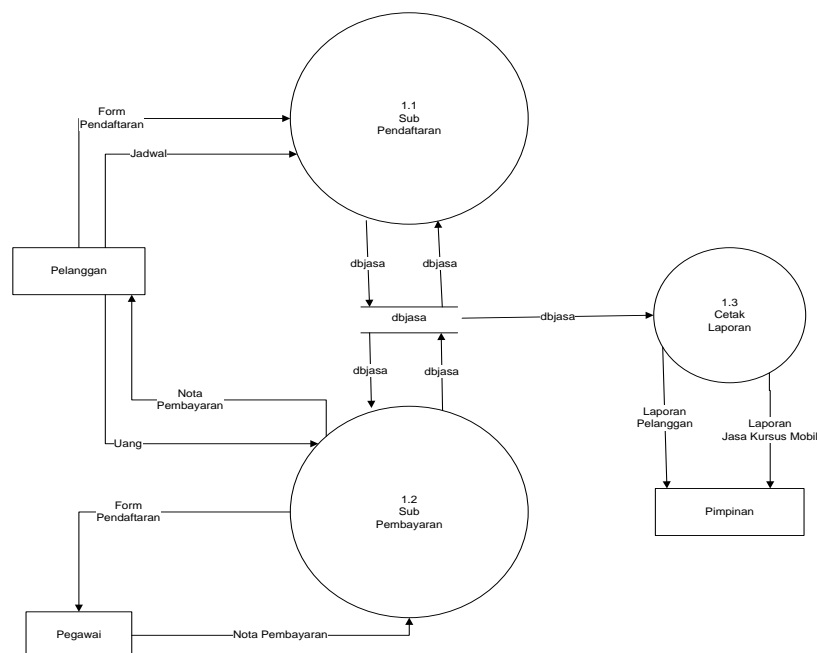 1.1
Sub
Pendaftaran
Form
Pendaftaran
Jadwal
Pelanggan
dbjasa
dbjasa
dbjasa
dbjasa
1.3
Cetak
Laporan
dbjasa
dbjasa
Nota
Pembayaran
Uang
Laporan
Pelanggan
Laporan
Jasa Kursus Mobil
1.2
Sub
Pembayaran
Form
Pendaftaran
Pimpinan
Pegawai
Nota Pembayaran